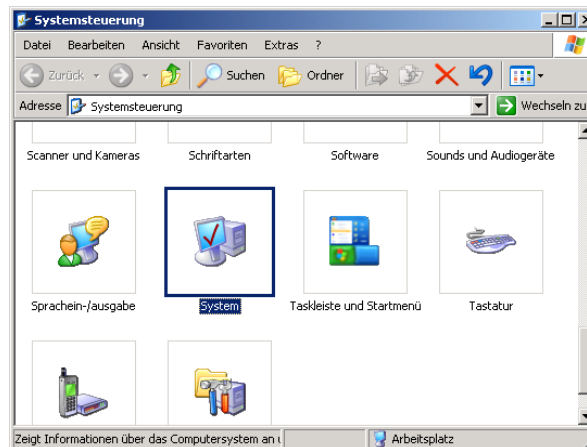 Systemsteuerung
Datei Bearbeiten Ansicht Favoriten Extras ?
Zurück Suchen Ordner
Adresse Systemsteuerung Wechseln zu
Scanner und Kameras Schriftarten Software Sounds und Audiogeräte
Sprachein-/ausgabe System Taskleiste und Startmenü Tastatur
Zeigt Informationen über das Computersystem an Arbeitsplatz